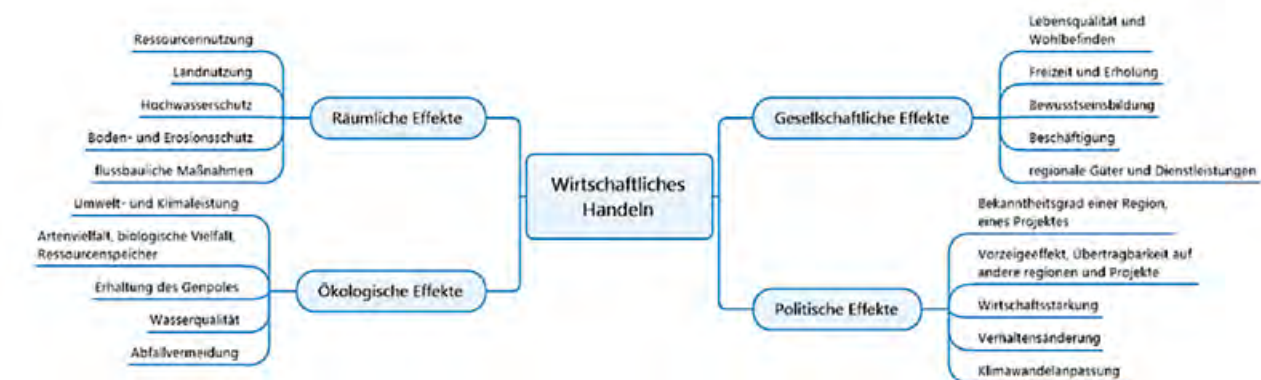 Ressourcennutzung
Landnutzung
Hochwasserschutz
Boden- und Erosionsschutz
flussbauliche Maßnahmen
Räumliche Effekte
Umwelt- und Klimaleistung
Artenvielfalt, biologische Vielfalt,
Ressourcenspeicher
Erhaltung des Genpoles
Wasserqualität
Abfallvermeidung
Ökologische Effekte
Wirtschaftliches
Handeln
Gesellschaftliche Effekte
Lebensqualität und
Wohlbefinden
Freizeit und Erholung
Bewusstseinsbildung
Beschäftigung
regionale Güter und Dienstleistungen
Politische Effekte
Bekanntheitsgrad einer Region,
eines Projektes
Vorzeigeeffekt, Übertragbarkeit auf
andere regionen und Projekte
Wirtschaftsstärkung
Verhaltensänderung
Klimawandelanpassung